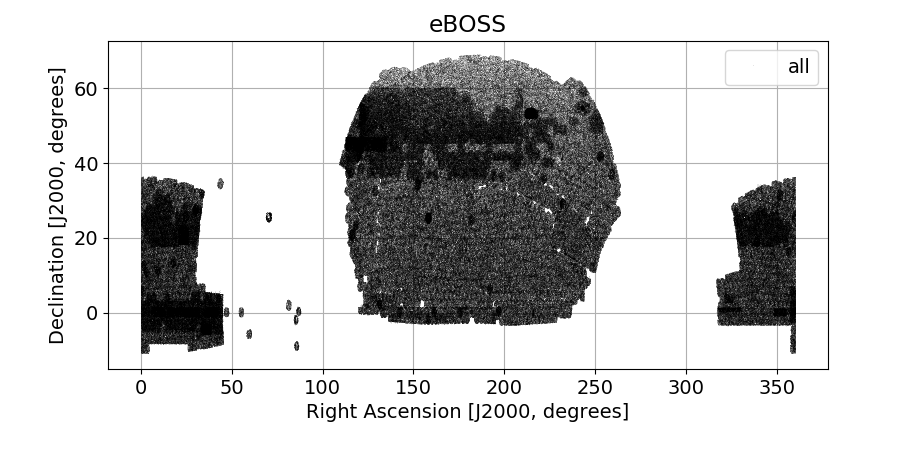 eBOSS
all
60
40
20
0
Declination [J2000, degrees]
0 50 100 150 200 250 300 350
Right Ascension [J2000, degrees]